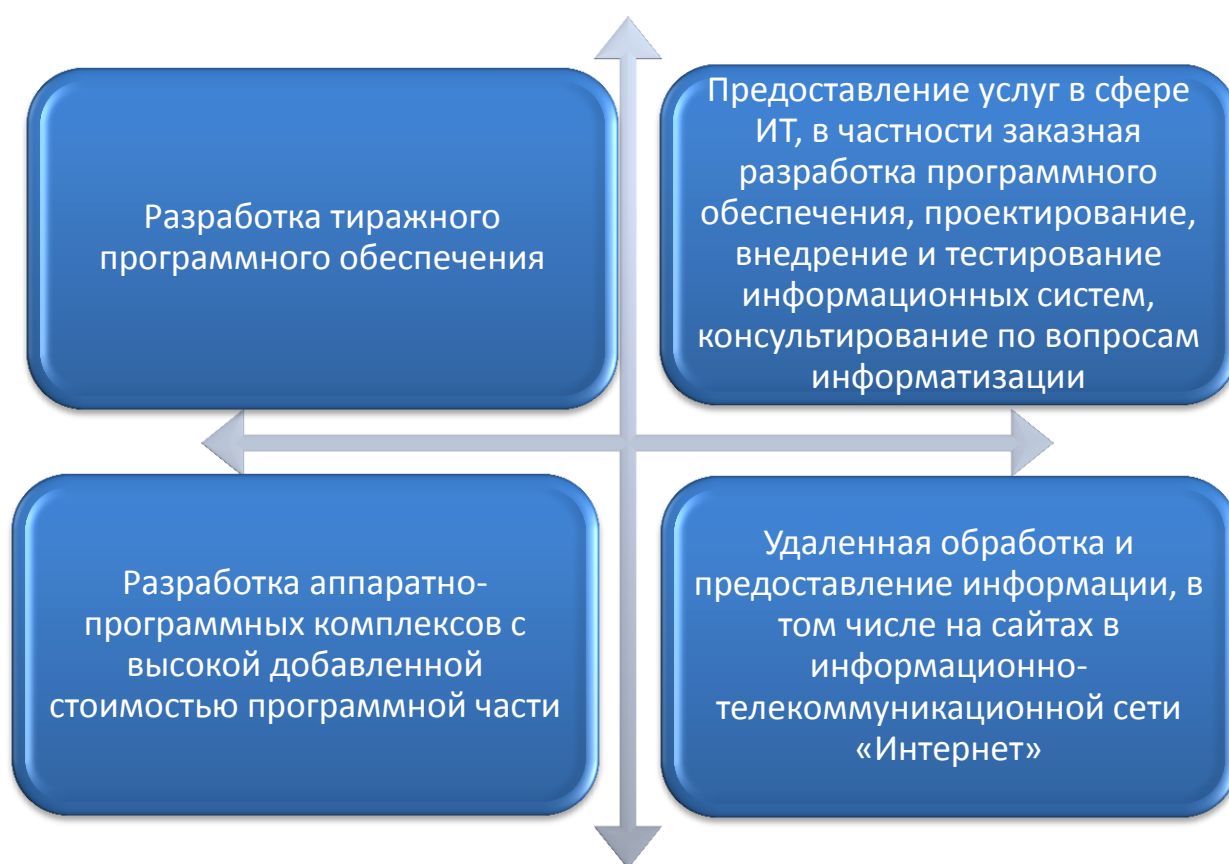 Разработка тиражного
программного обеспечения
Предоставление услуг в сфере
ИТ, в частности заказная
разработка программного
обеспечения, проектирование,
внедрение и тестирование
информационных систем,
консультирование по вопросам
информатизации
Разработка аппаратно-
программных комплексов с
высокой добавленной
стоимостью программной части
Удаленная обработка и
предоставление информации, в
том числе на сайтах в
информационно-
телекоммуникационной сети
«Интернет»